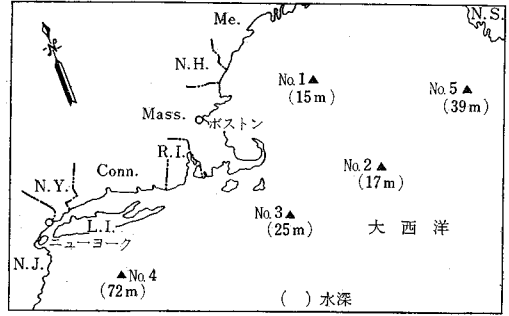 Me.
N.S.
N
N.H.
No.1▲
(15m)
No.5▲
(39m)
Mass.
ボストン
R.I.
Conn.
No.2▲
(17m)
N.Y.
No.3▲
(25m)
大西洋
L.I.
ニューヨーク
N.J.
▲No.4
(72m)
( )水深